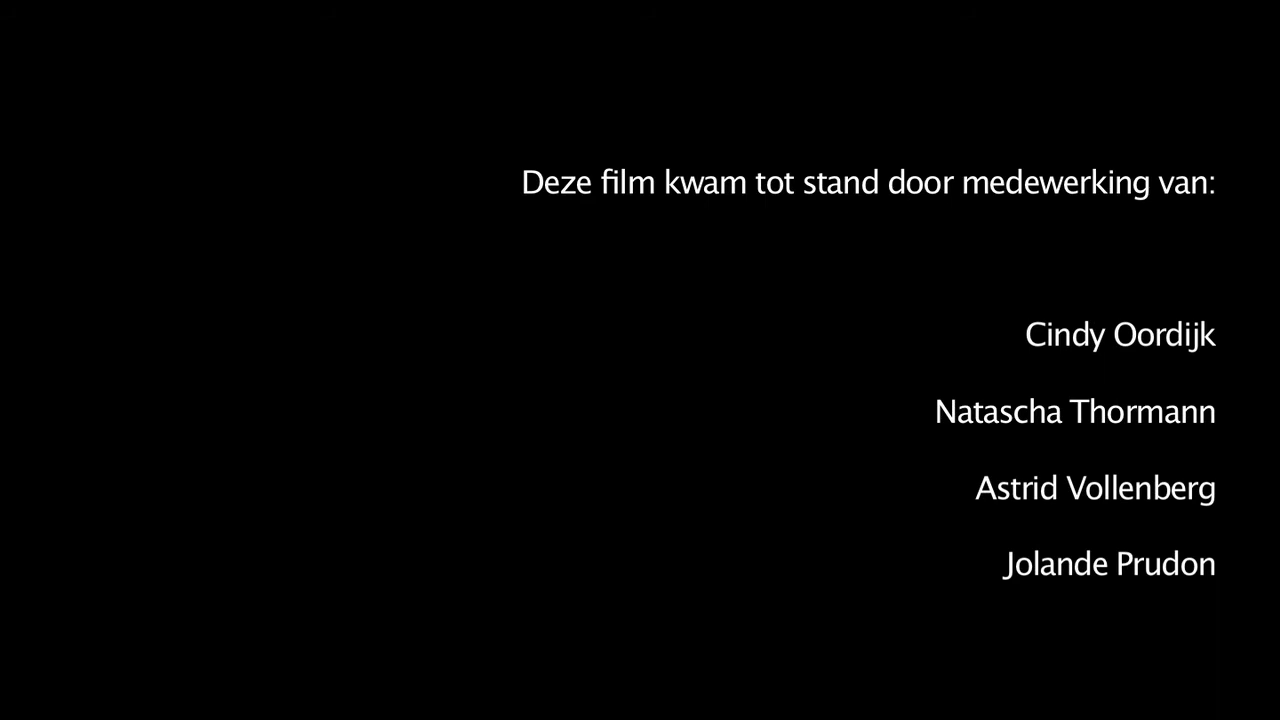 Deze film kwam tot stand door medewerking van:
Cindy Oordijk
Natascha Thormann
Astrid Vollenberg
Jolande Prudon